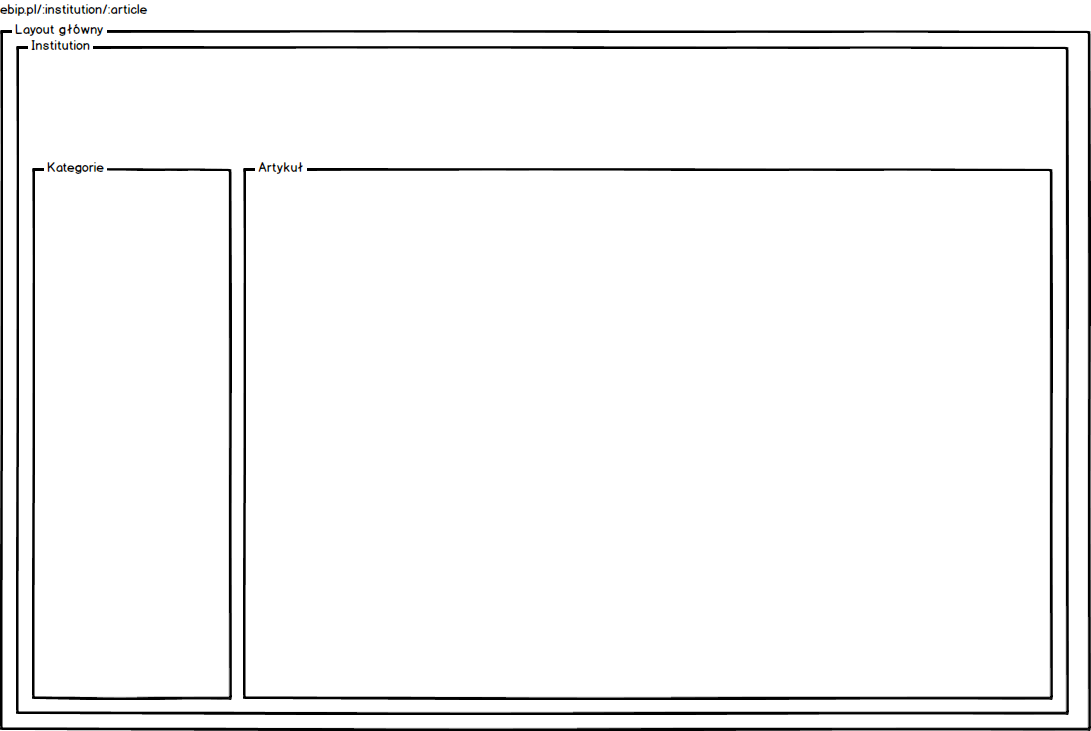 ebip.pl/:institution/:article
Layout główny
Institution
Kategorie
Artykuł